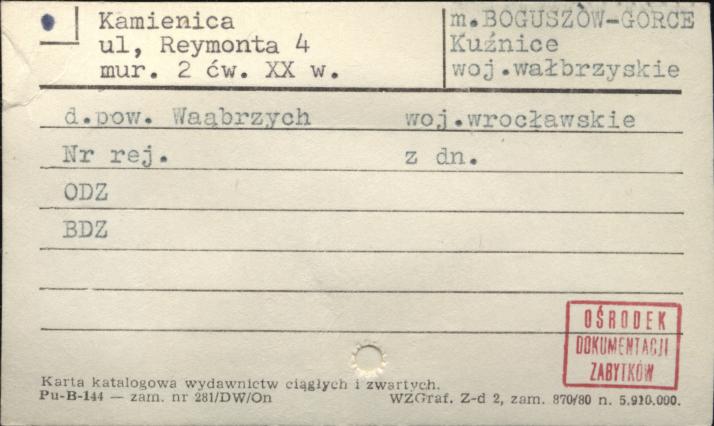 Kamienica
ul, Reymonta 4
mur. 2 ćw. XX w.
m.BOGUSZÓW-GORCE
Kuźnice
woj.wałbrzyskie
d.pow. Waąbrzych woj.wrocławskie
Nr rej. z dn.
ODZ
BDZ
OŚRODEK
DOKUMENTACJI
ZABYTKÓW
Karta katalogowa wydawnictw ciągłych i zwartych.
Pu-B-144 — zam. nr 281/DW/On WZGraf. Z-d 2, zam. 870/80 n. 5.910.000.